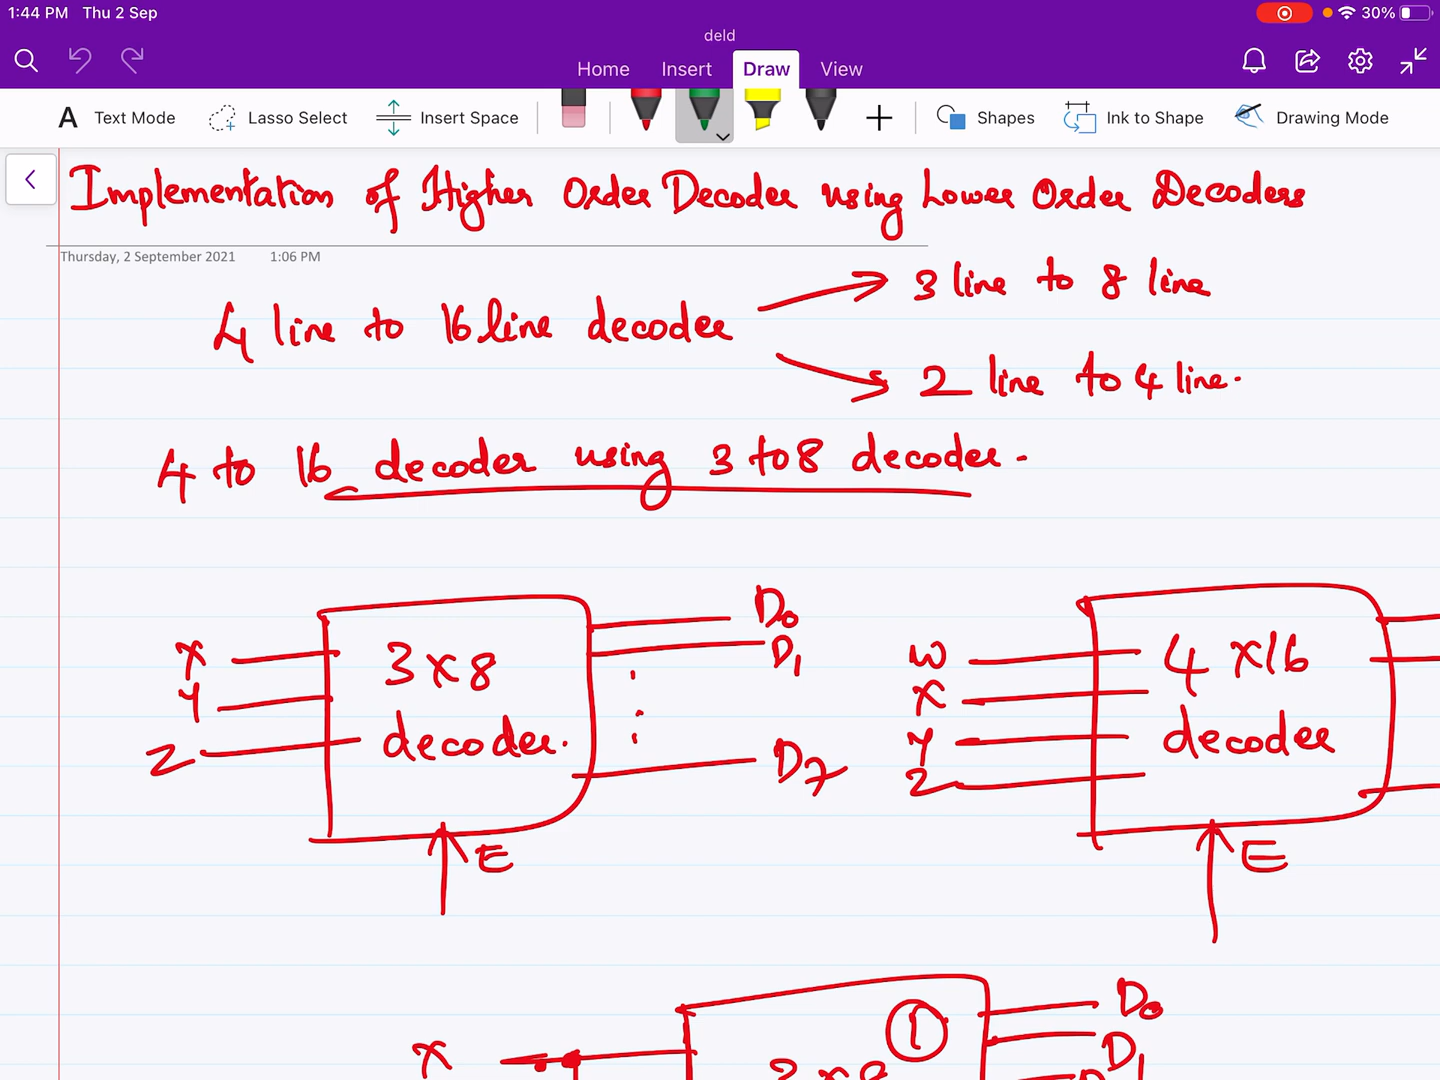 1:44 PM Thu 2 Sep 30%
deld
Home Insert Draw View
A Text Mode Lasso Select Insert Space Shapes Ink to Shape Drawing Mode
Implementation of Higher Order Decoder using Lower Order Decoders
Thursday, 2 September 2021 1:06 PM
3 line to 8 line
4 line to 16 line decoder
2 line to 4 line.
4 to 16 decoder using 3 to 8 decoder.
X
Y
Z
3x8
decoder.
D0
D1
D7
E
W
X
Y
Z
4x16
decoder
E
X
1
3x8
D0
D1